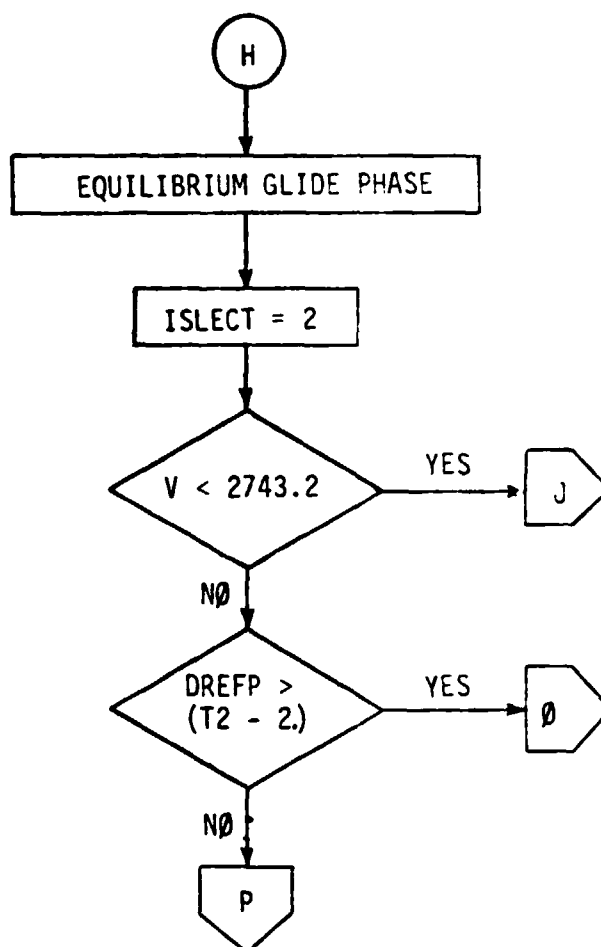 H
EQUILIBRIUM GLIDE PHASE
ISLECT = 2
V < 2743.2
YES
J
NØ
DREFP >
(T2 - 2.)
YES
Ø
NØ
P